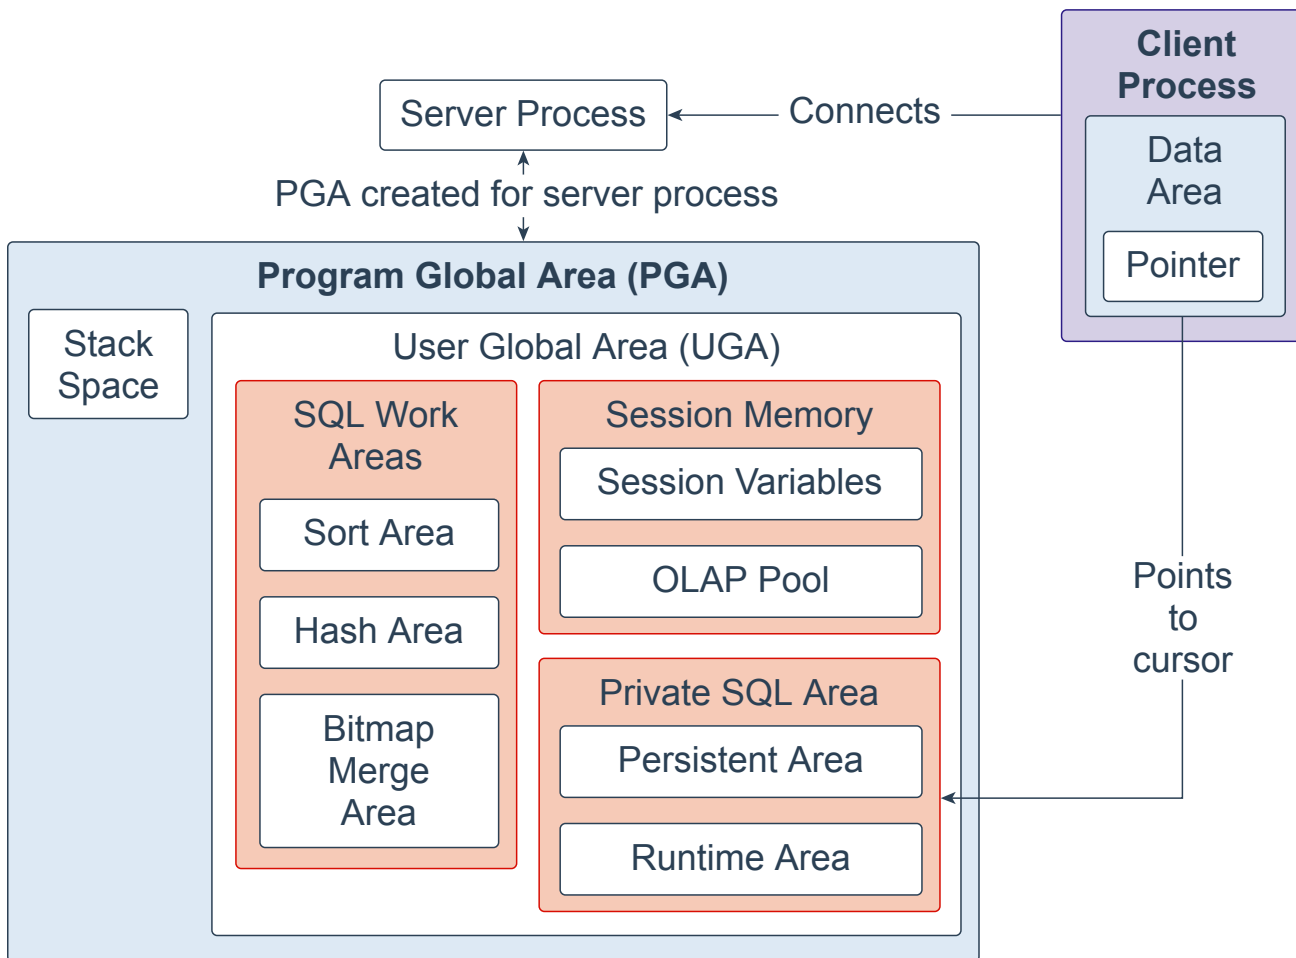 Client
Process
Server Process
Connects
Data
Area
Pointer
PGA created for server process
Program Global Area (PGA)
Stack
Space
User Global Area (UGA)
SQL Work
Areas
Sort Area
Hash Area
Bitmap
Merge
Area
Session Memory
Session Variables
OLAP Pool
Private SQL Area
Persistent Area
Runtime Area
Points
to
cursor